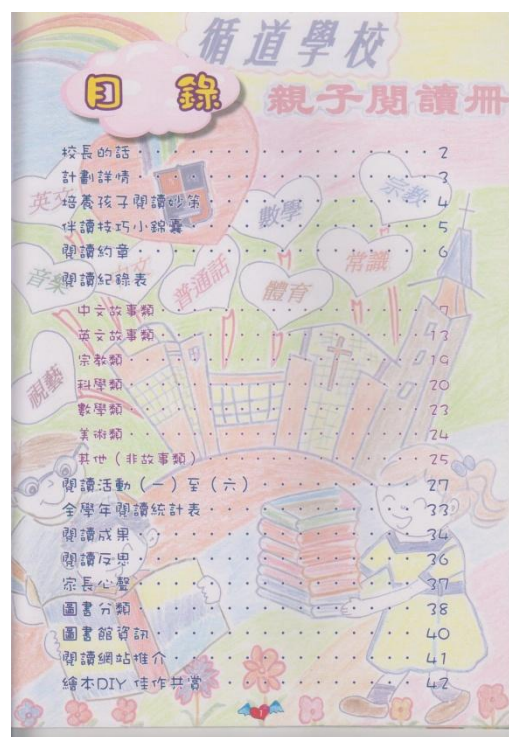 循道學校
目 錄
親子閱讀冊
校長的話 2
計劃詳情 3
培養孩子閱讀妙策 4
伴讀技巧小錦囊 5
閱讀約章 6
閱讀紀錄表
中文故事類 7
英文故事類 13
宗教類 19
科學類 20
數學類 23
美術類 24
其他（非故事類） 25
閱讀活動（一）至（六） 27
全學年閱讀統計表 33
閱讀成果 34
閱讀反思 36
家長心聲 37
圖書分類 38
圖書館資訊 40
閱讀網站推介 41
繪本DIY 佳作共賞 42
英文
數學
宗教
音樂
普通話
體育
常識
視藝
1